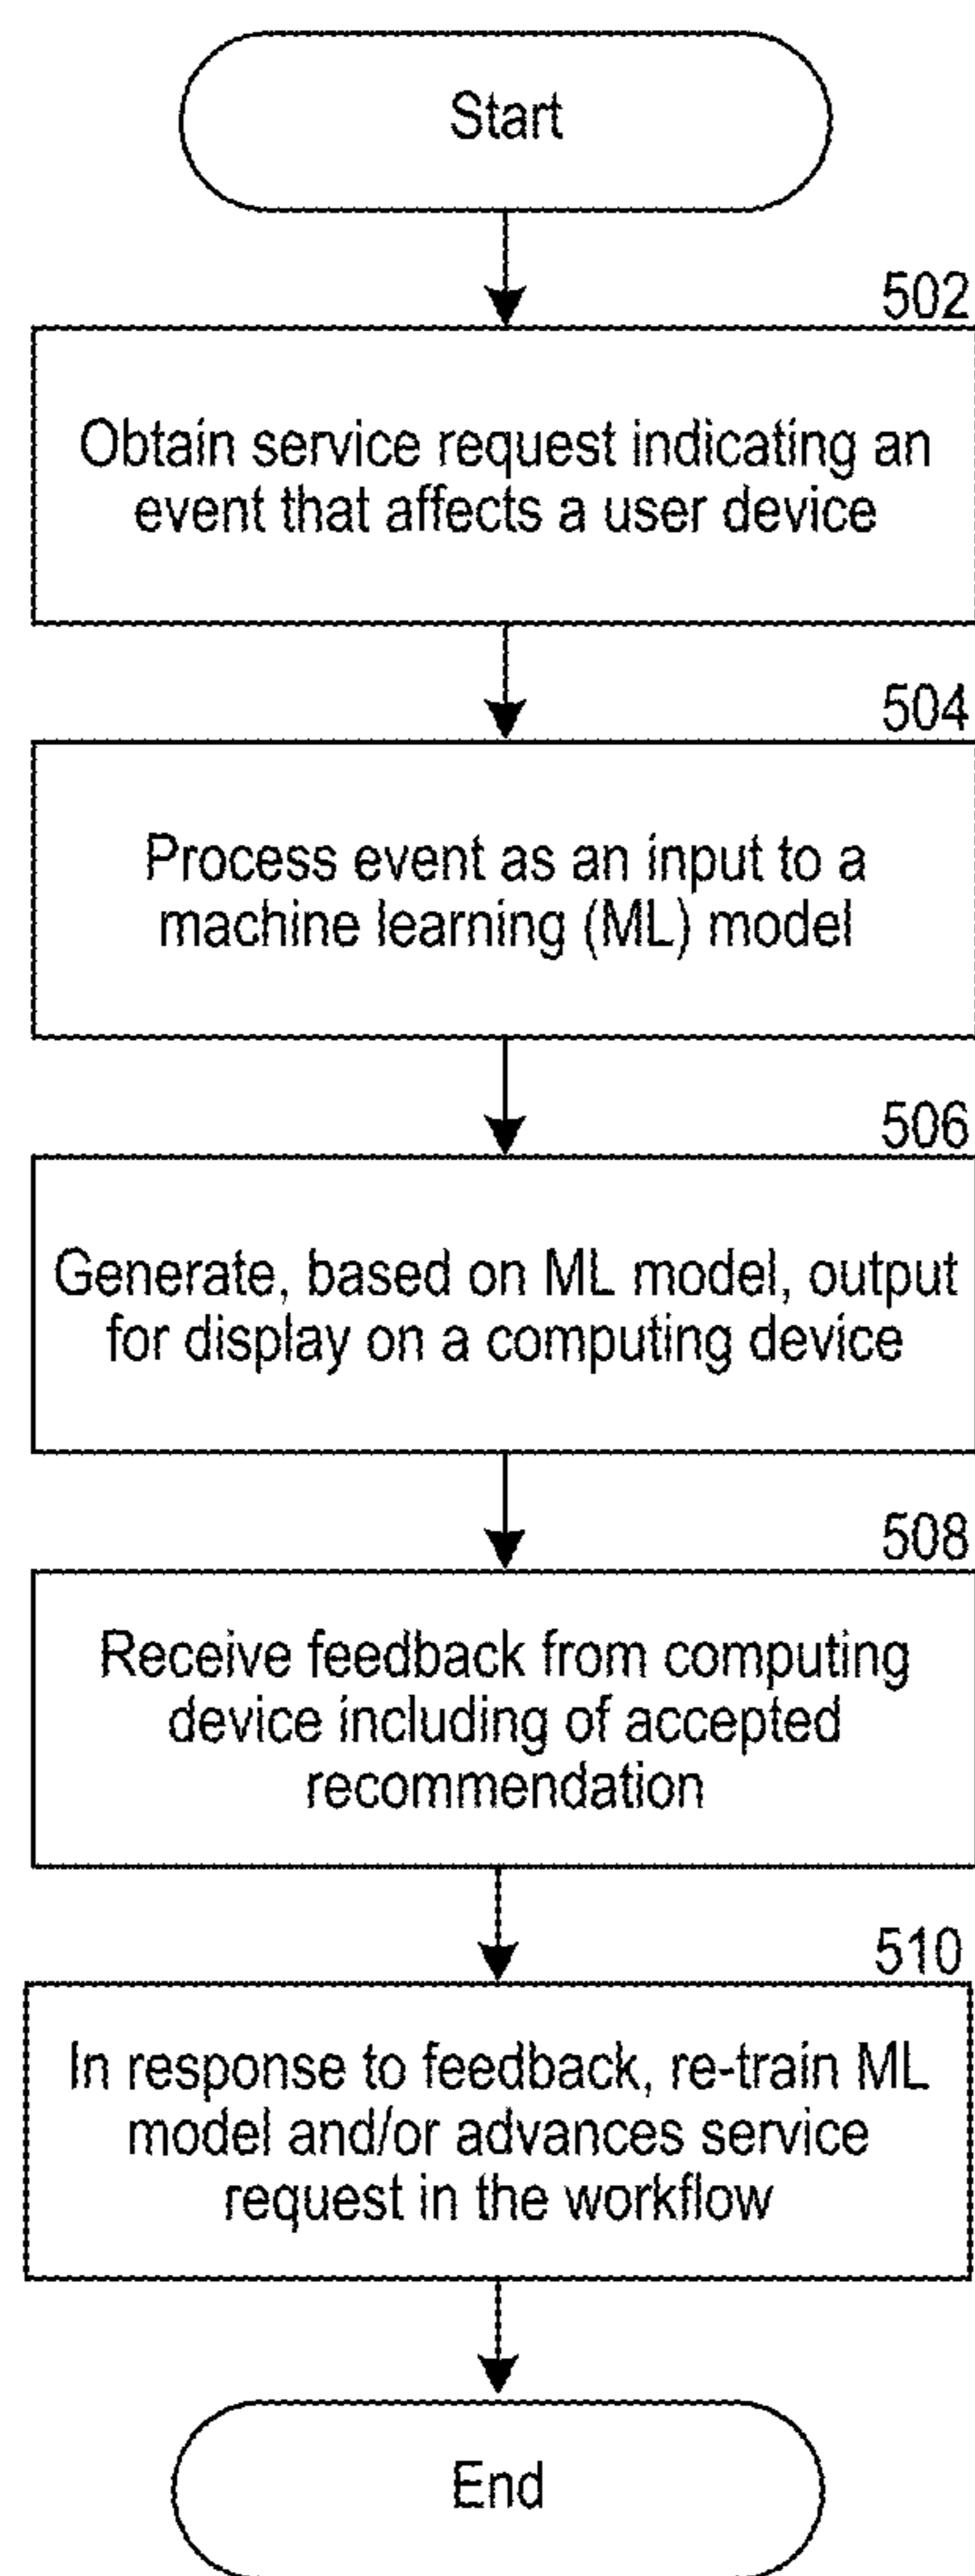 Start
502
Obtain service request indicating an
event that affects a user device
504
Process event as an input to a
machine learning (ML) model
506
Generate, based on ML model, output
for display on a computing device
508
Receive feedback from computing
device including of accepted
recommendation
510
In response to feedback, re-train ML
model and/or advances service
request in the workflow
End